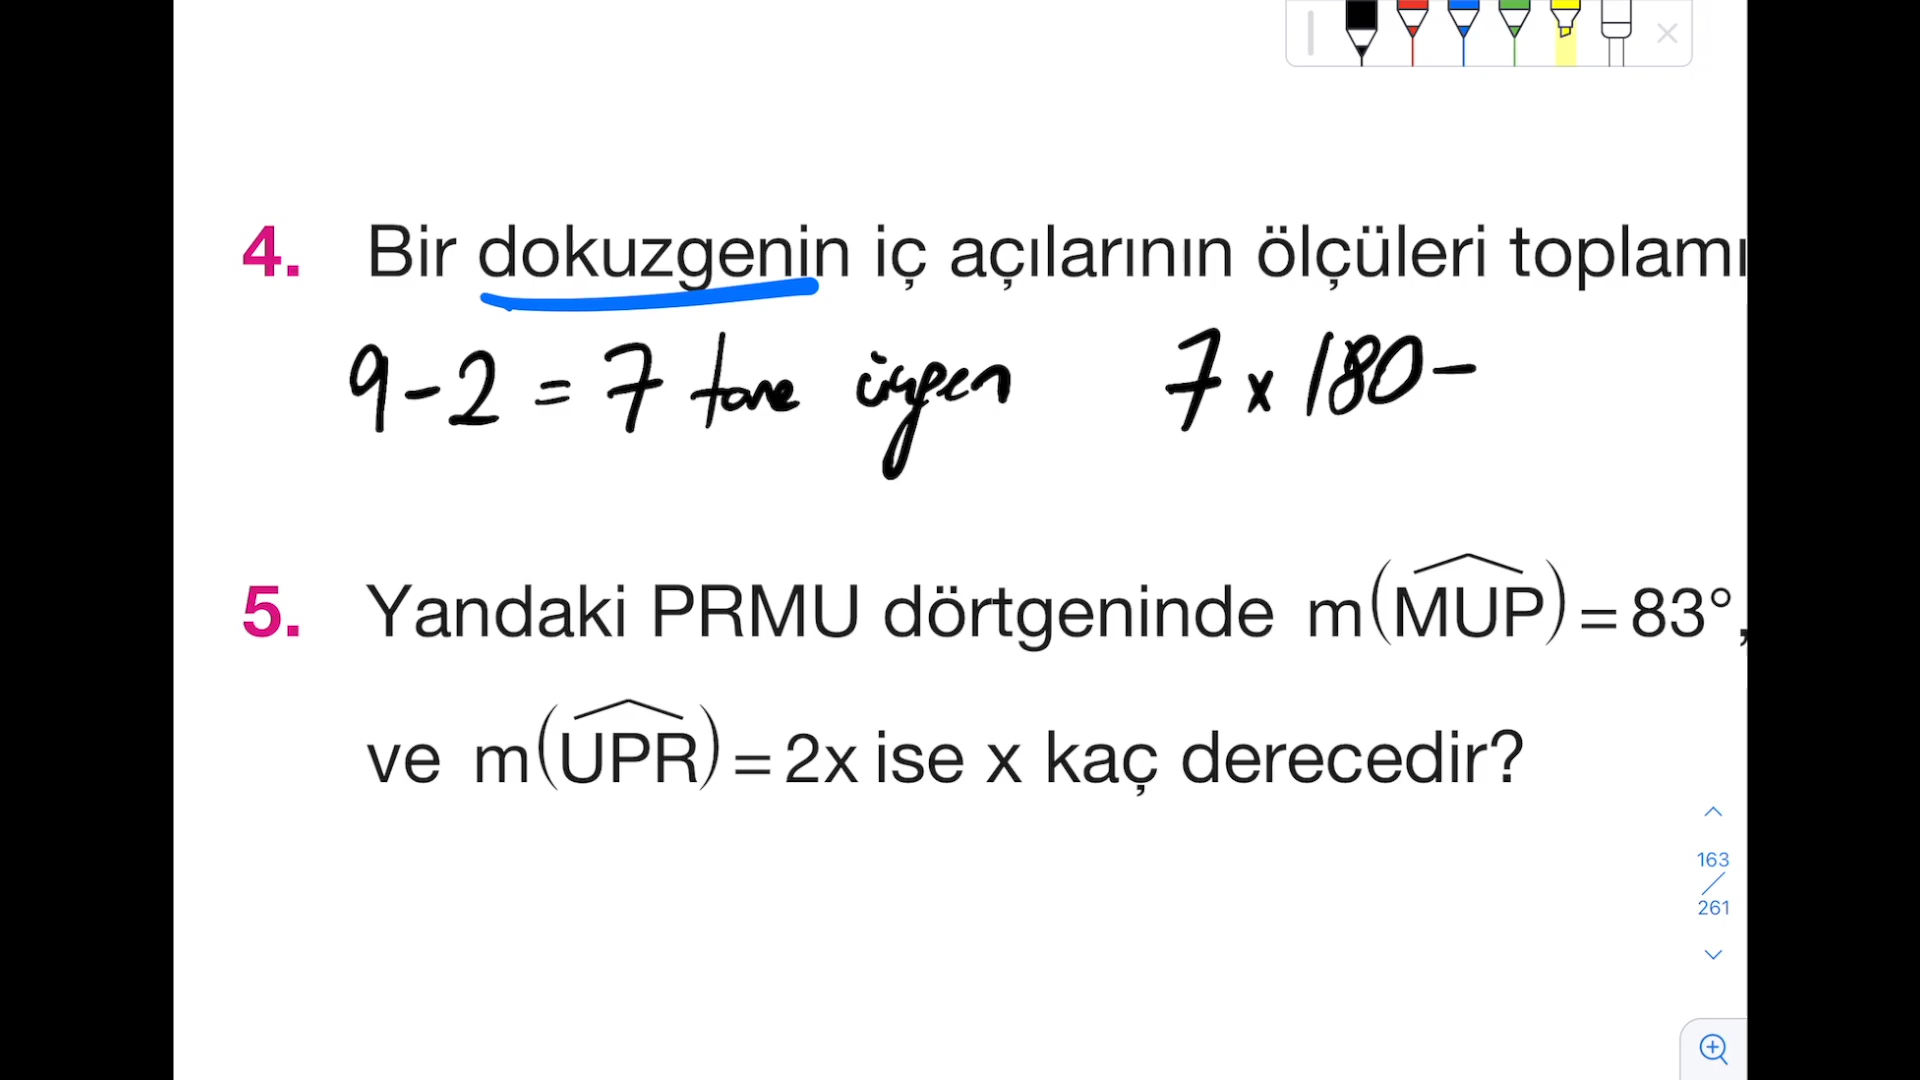 4. Bir dokuzgenin iç açılarının ölçüleri toplamı
9-2 = 7 tane üçgen 7 x 180 -
5. Yandaki PRMU dörtgeninde m(MUP) = 83°,
ve m(UPR) = 2x ise x kaç derecedir?
163
261